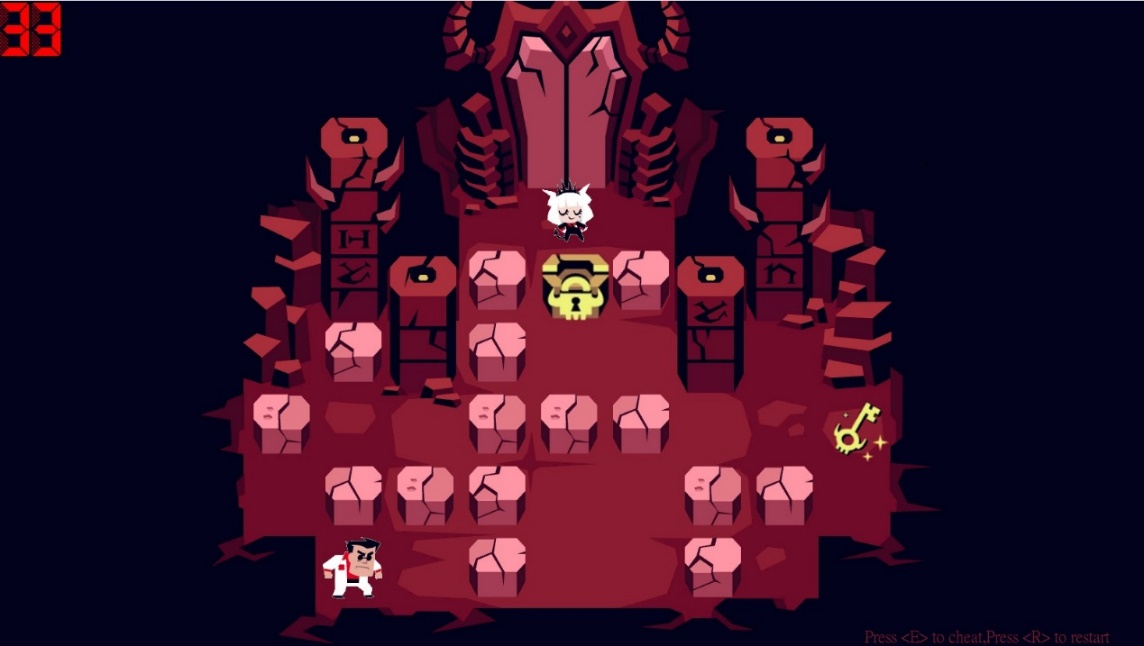 33
Press <E> to cheat,Press <R> to restart